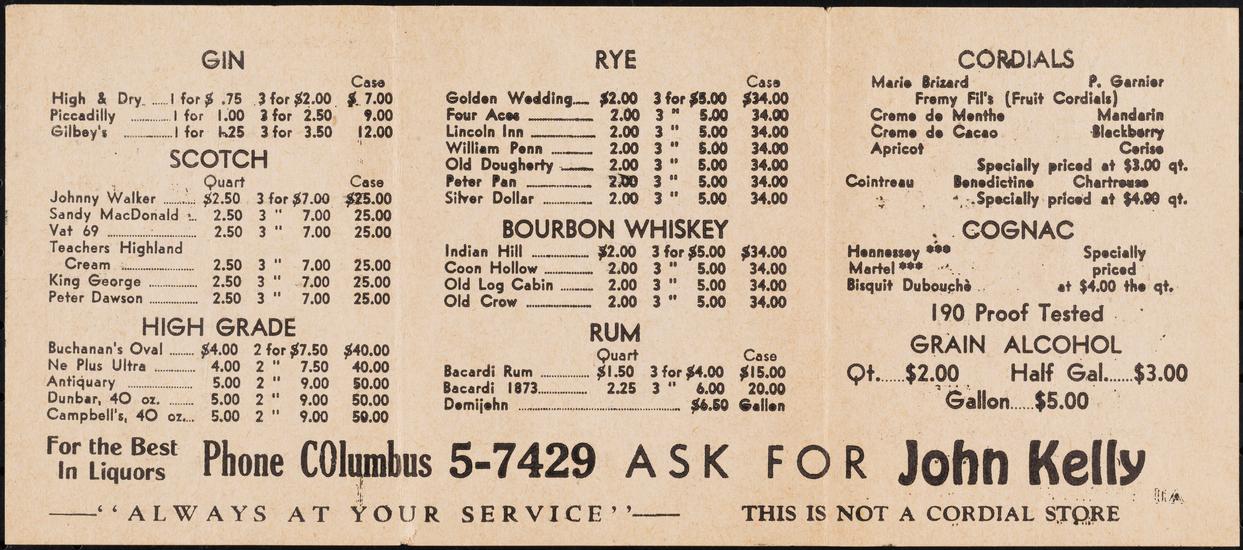 GIN
Case
High & Dry 1 for $ .75 3 for $2.00 $ 7.00
Piccadilly 1 for 1.00 3 for 2.50 9.00
Gilbey's 1 for 1.25 3 for 3.50 12.00
SCOTCH
Quart Case
Johnny Walker $2.50 3 for $7.00 $25.00
Sandy MacDonald 2.50 3 " 7.00 25.00
Vat 69 2.50 3 " 7.00 25.00
Teachers Highland
Cream 2.50 3 " 7.00 25.00
King George 2.50 3 " 7.00 25.00
Peter Dawson 2.50 3 " 7.00 25.00
HIGH GRADE
Buchanan's Oval $4.00 2 for $7.50 $40.00
Ne Plus Ultra 4.00 2 " 7.50 40.00
Antiquary 5.00 2 " 9.00 50.00
Dunbar, 40 oz. 5.00 2 " 9.00 50.00
Campbell's, 40 oz... 5.00 2 " 9.00 50.00
RYE
Case
Golden Wedding $2.00 3 for $5.00 $34.00
Four Aces 2.00 3 " 5.00 34.00
Lincoln Inn 2.00 3 " 5.00 34.00
William Penn 2.00 3 " 5.00 34.00
Old Dougherty 2.00 3 " 5.00 34.00
Peter Pan 2.00 3 " 5.00 34.00
Silver Dollar 2.00 3 " 5.00 34.00
BOURBON WHISKEY
Indian Hill $2.00 3 for $5.00 $34.00
Coon Hollow 2.00 3 " 5.00 34.00
Old Log Cabin 2.00 3 " 5.00 34.00
Old Crow 2.00 3 " 5.00 34.00
RUM
Quart Case
Bacardi Rum $1.50 3 for $4.00 $15.00
Bacardi 1873 2.25 3 " 6.00 20.00
Demijohn $6.50 Gallon
CORDIALS
Marie Brizard P. Garnier
Fremy Fil's (Fruit Cordials)
Creme de Menthe Mandarin
Creme de Cacao Blackberry
Apricot Cerise
Specially priced at $3.00 qt.
Cointreau Benedictine Chartreuse
Specially priced at $4.00 qt.
COGNAC
Hennessey *** Specially
Martel *** priced
Bisquit Dubouche at $4.00 the qt.
190 Proof Tested
GRAIN ALCOHOL
Qt.....$2.00 Half Gal......$3.00
Gallon.....$5.00
For the Best
In Liquors
Phone COlumbus 5-7429 ASK FOR John Kelly
"ALWAYS AT YOUR SERVICE"
THIS IS NOT A CORDIAL STORE